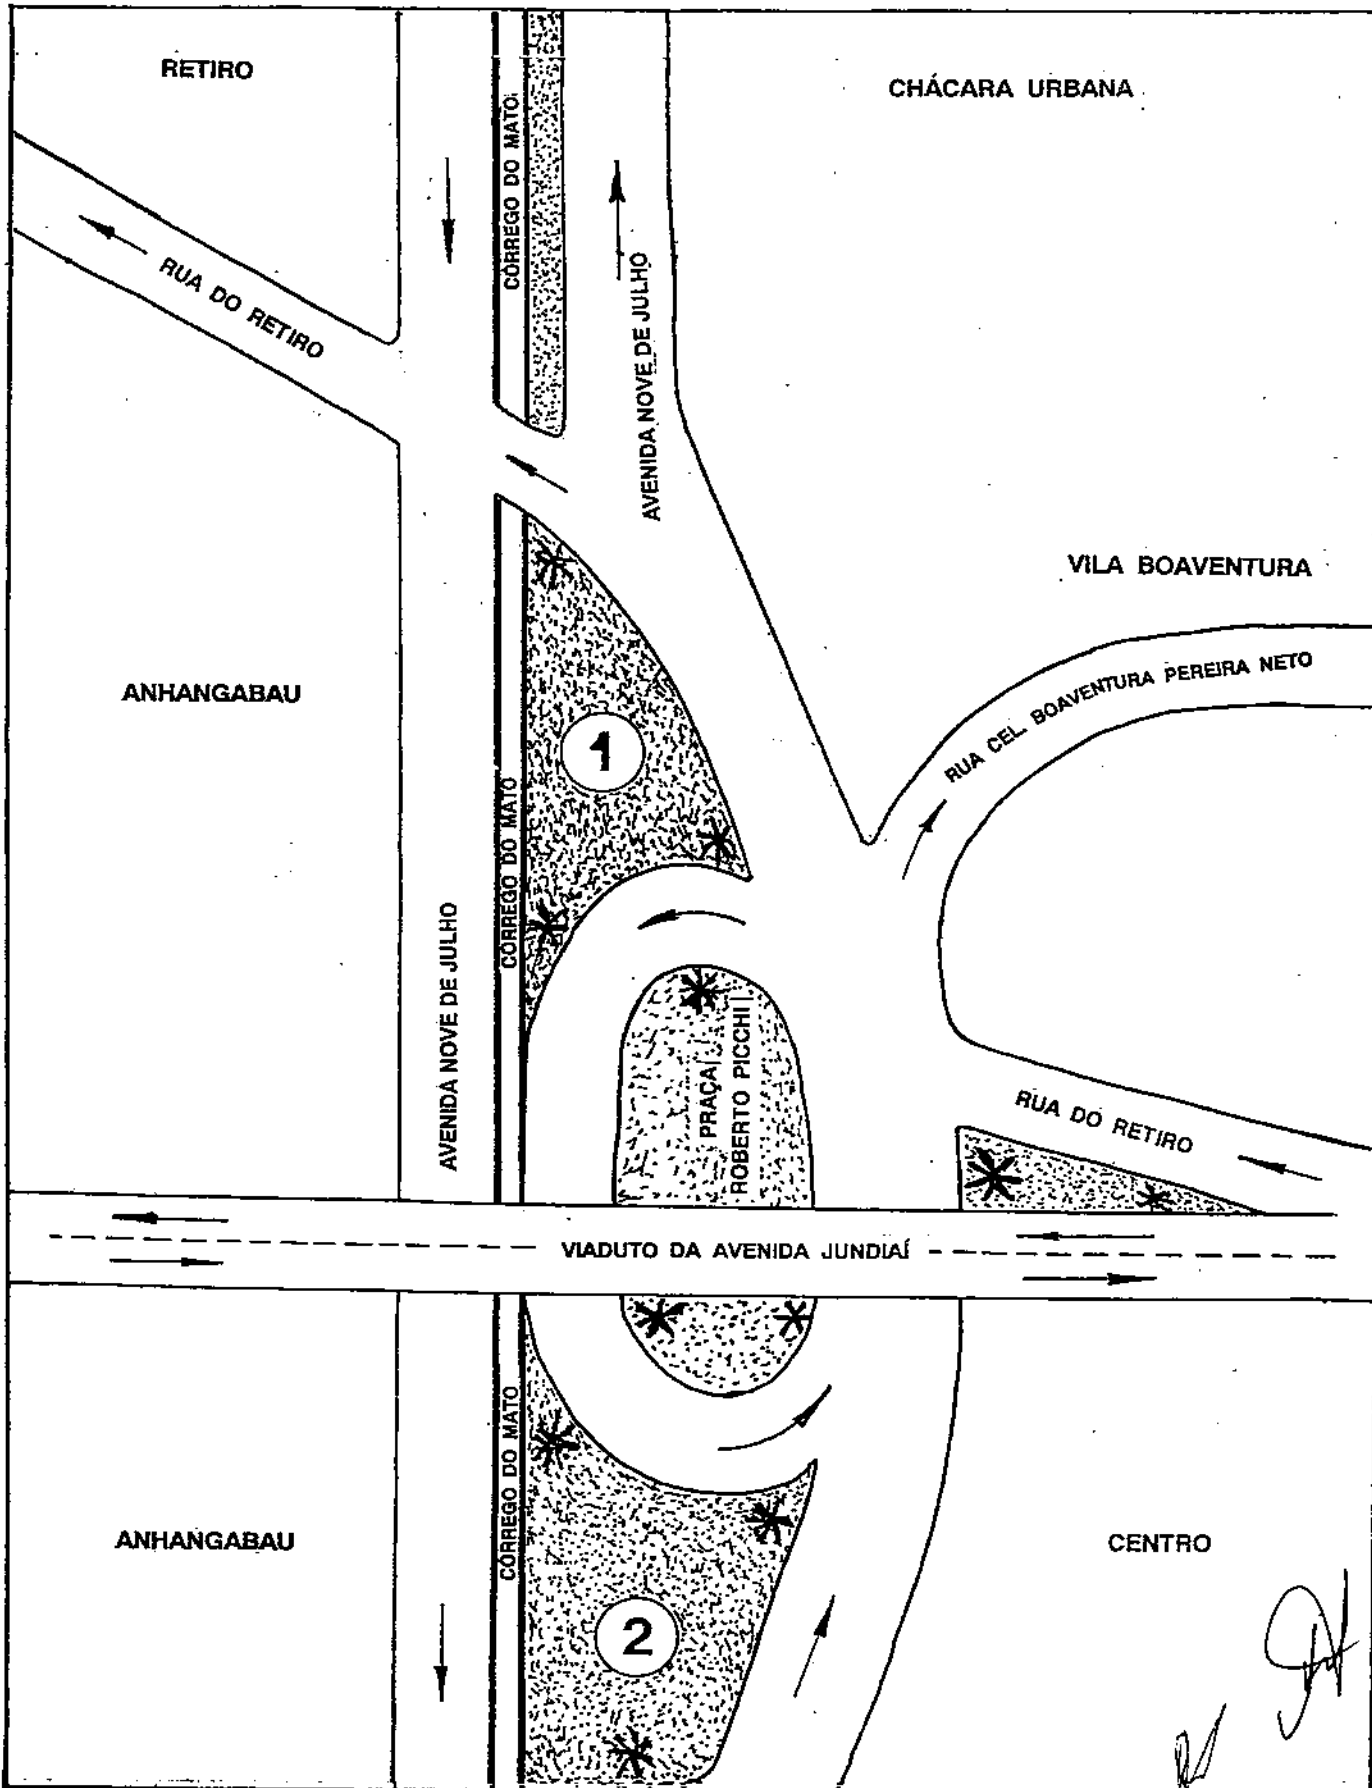 RETIRO
CHÁCARA URBANA
CÓRREGO DO MATO
RUA DO RETIRO
AVENIDA NOVE DE JULHO
VILA BOAVENTURA
ANHANGABAU
RUA CEL. BOAVENTURA PEREIRA NETO
1
CÓRREGO DO MATO
AVENIDA NOVE DE JULHO
PRAÇA
ROBERTO PICCHI
RUA DO RETIRO
VIADUTO DA AVENIDA JUNDIAÍ
CÓRREGO DO MATO
ANHANGABAU
CENTRO
2